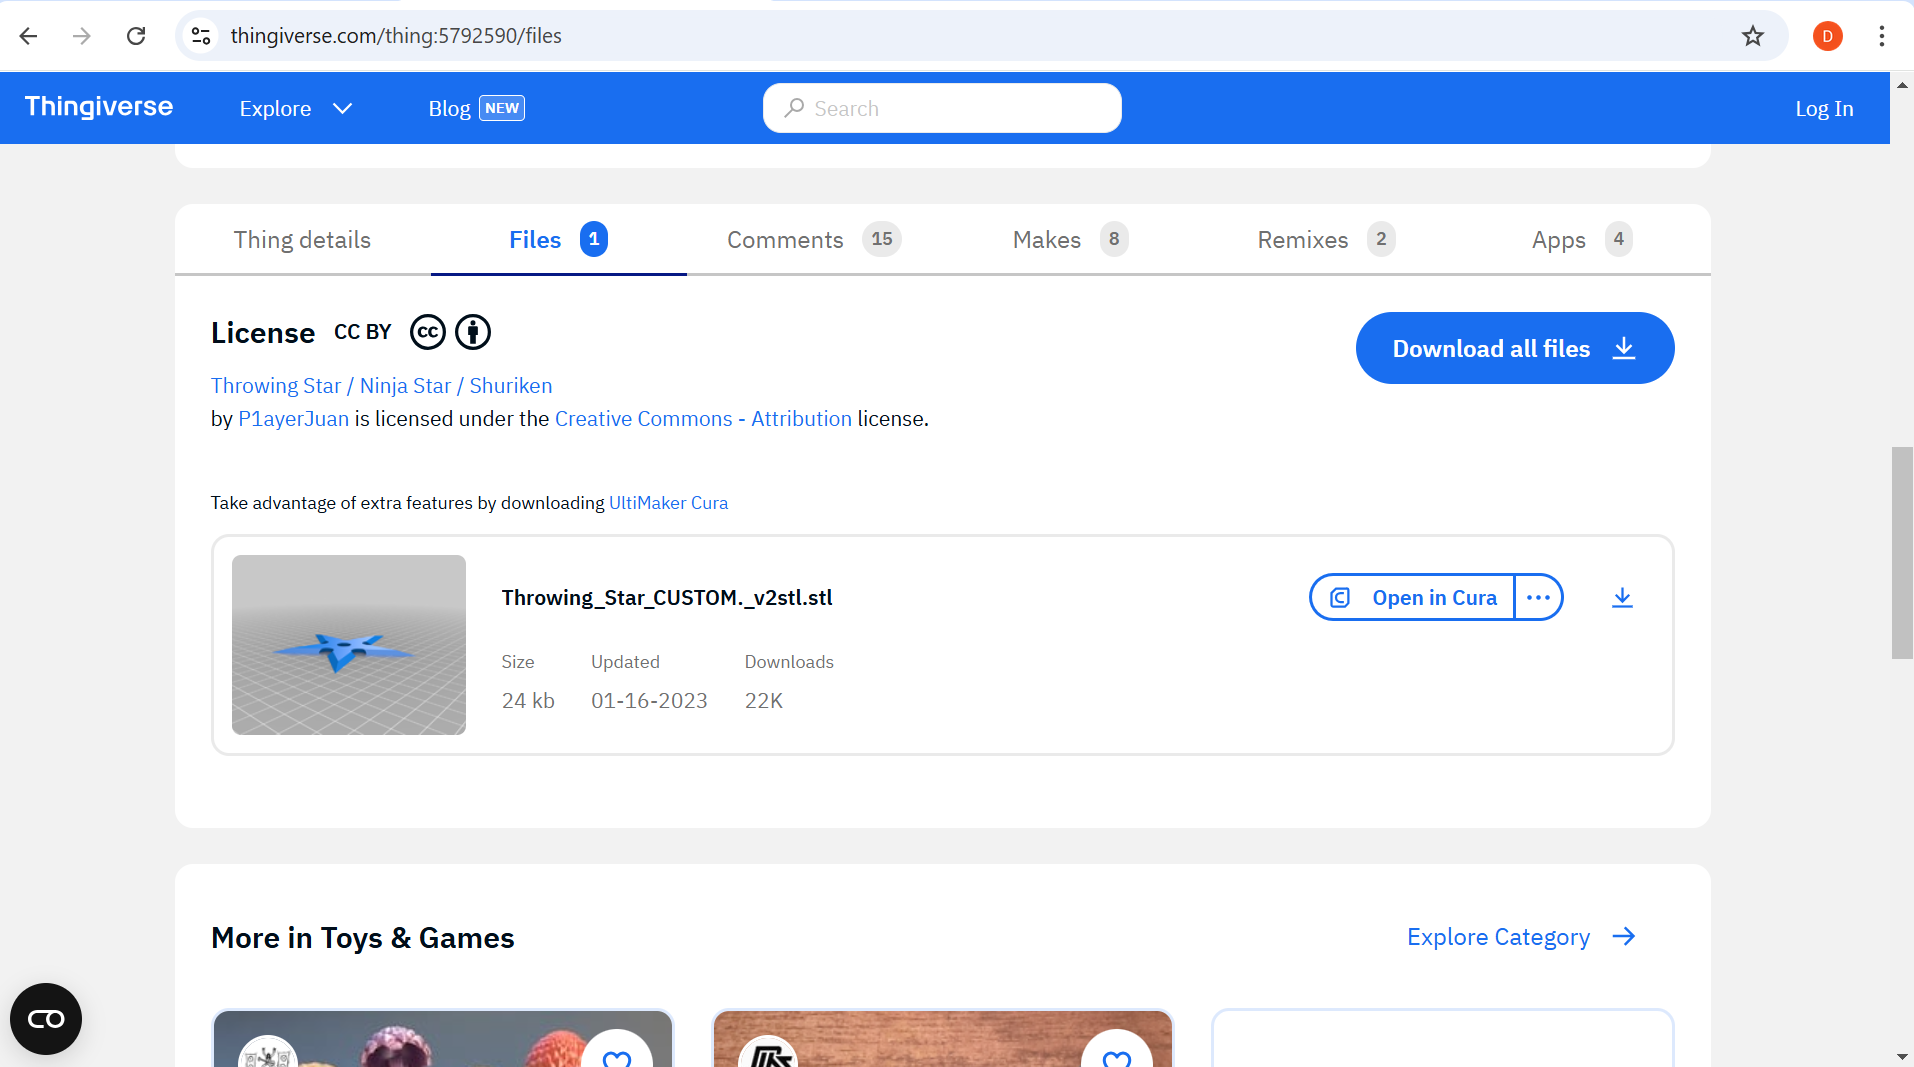 thingiverse.com/thing:5792590/files
D
Thingiverse
Explore
Blog NEW
Search
Log In
Thing details
Files 1
Comments 15
Makes 8
Remixes 2
Apps 4
License CC BY cc
Download all files
Throwing Star / Ninja Star / Shuriken
by P1ayerJuan is licensed under the Creative Commons - Attribution license.
Take advantage of extra features by downloading UltiMaker Cura
Throwing_Star_CUSTOM._v2stl.stl
Open in Cura
Size Updated Downloads
24 kb 01-16-2023 22K
More in Toys & Games
Explore Category